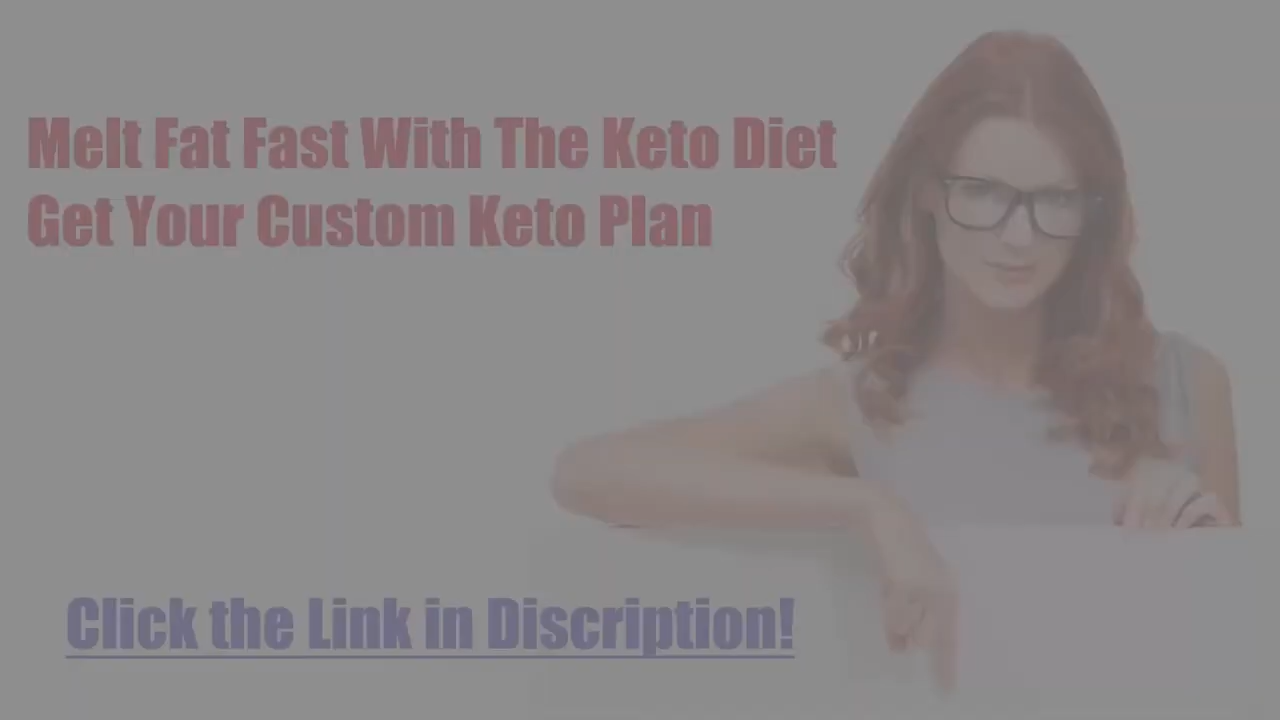 Melt Fat Fast With The Keto Diet
Get Your Custom Keto Plan
Click the Link in Discription!